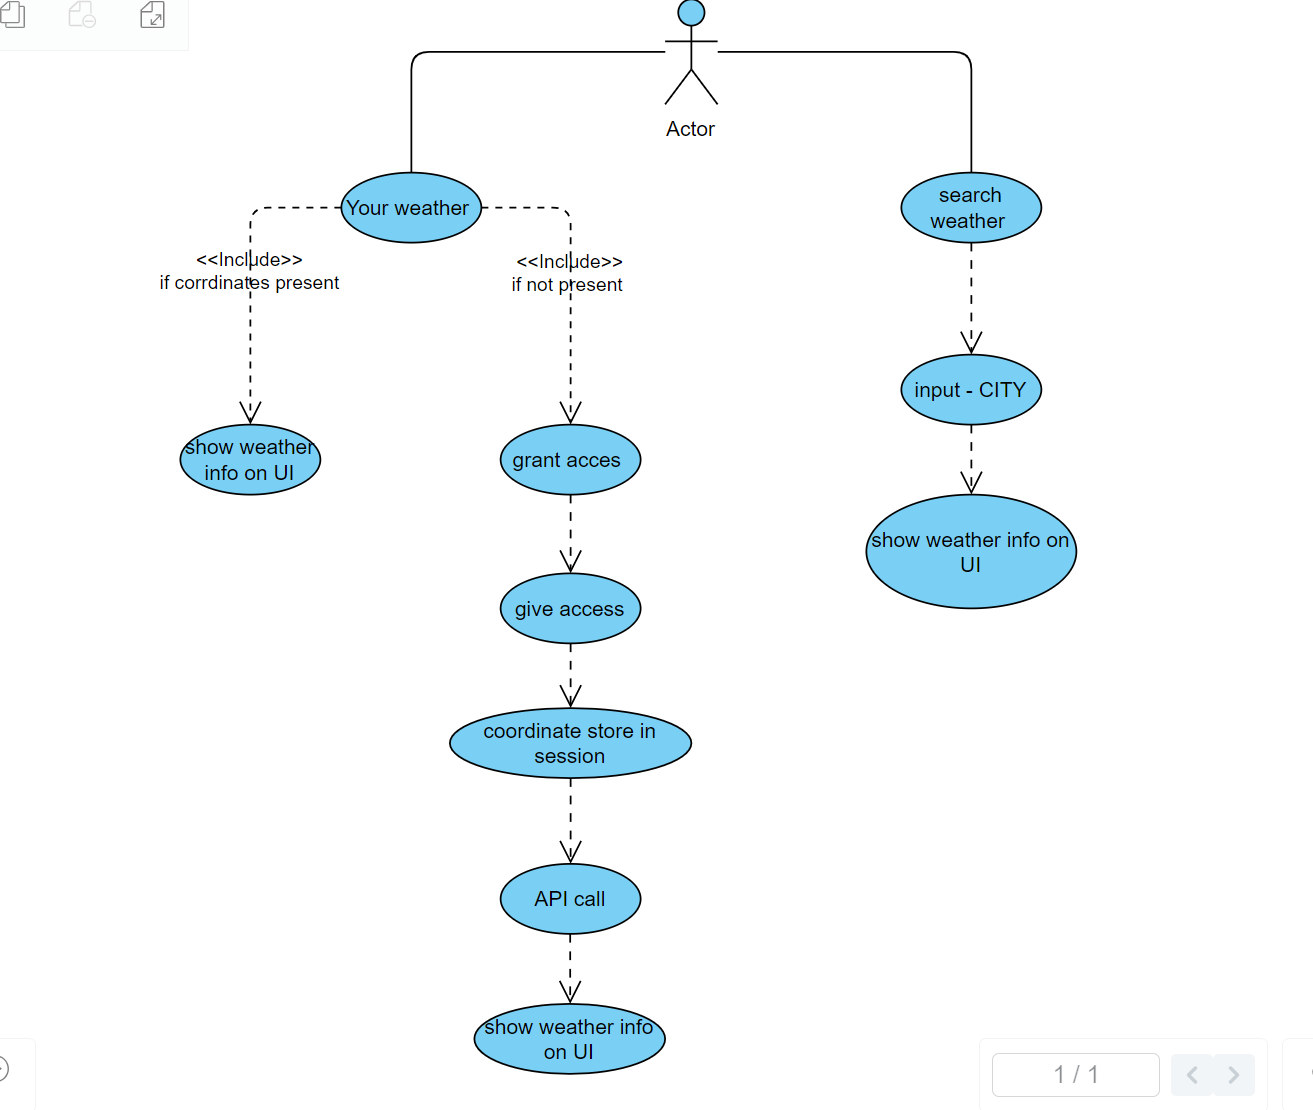 Actor
Your weather
search
weather
<<Include>>
if corrdinates present
<<Include>>
if not present
input - CITY
show weather
info on UI
grant acces
show weather info on
UI
give access
coordinate store in
session
API call
show weather info
on UI
1 / 1